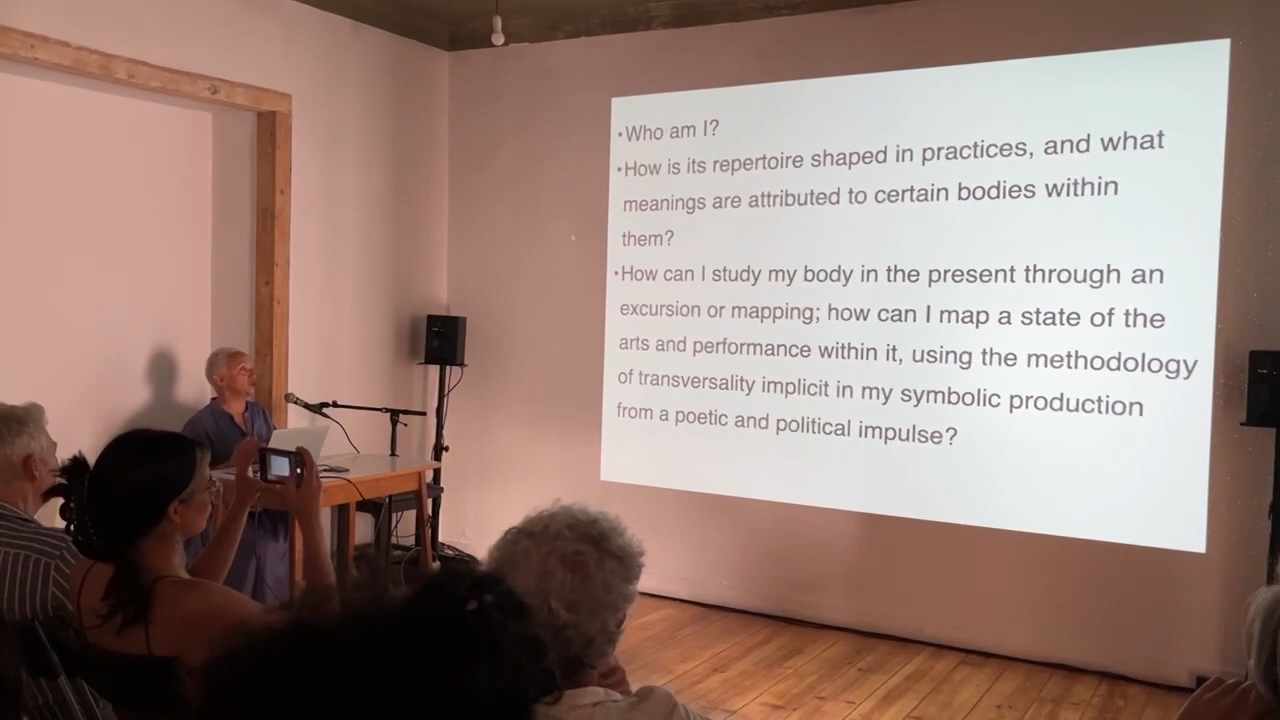 •Who am I?
•How is its repertoire shaped in practices, and what
meanings are attributed to certain bodies within
them?
•How can I study my body in the present through an
excursion or mapping; how can I map a state of the
arts and performance within it, using the methodology
of transversality implicit in my symbolic production
from a poetic and political impulse?